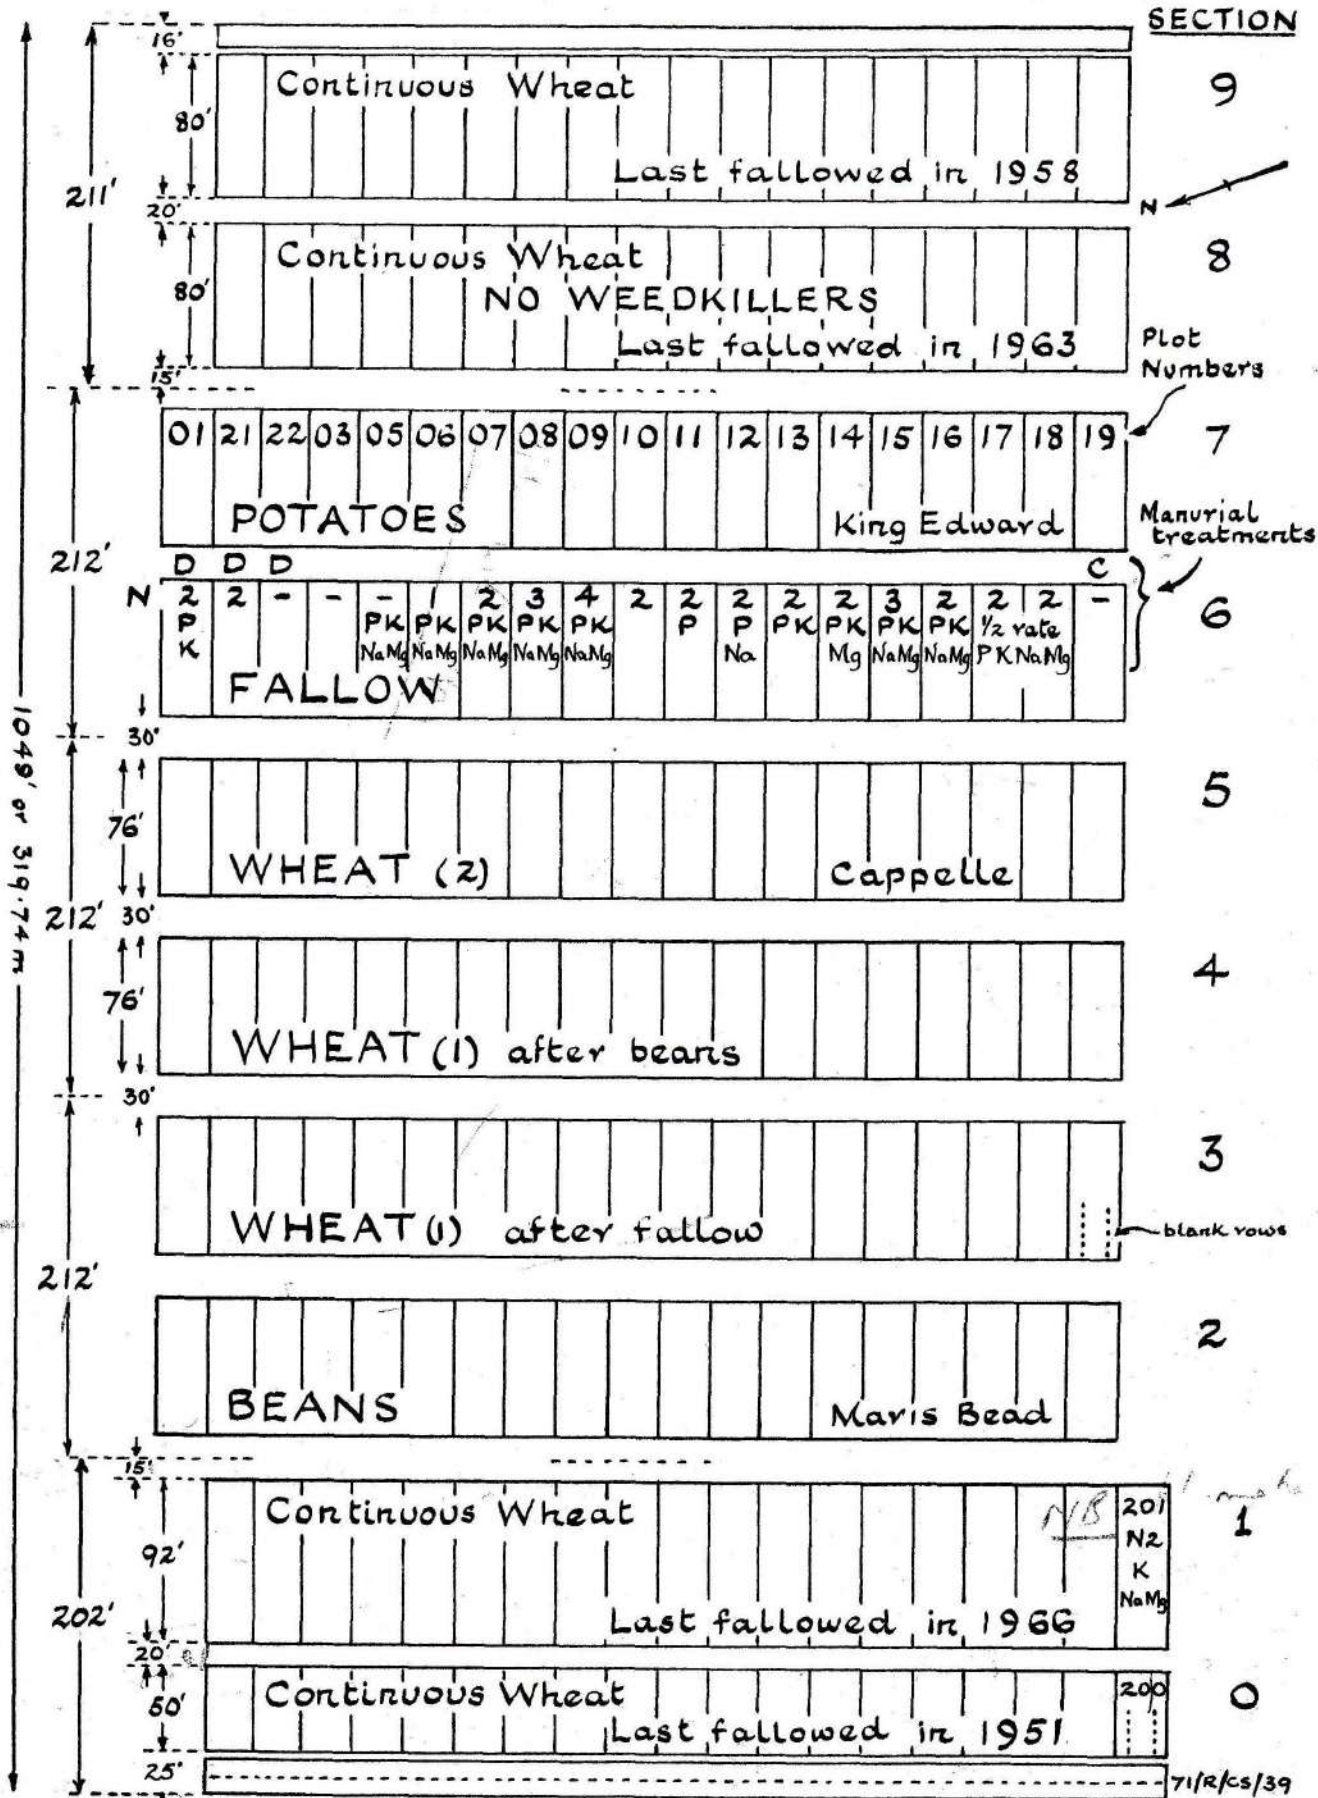 SECTION
16'
Continuous Wheat
9
80'
Last fallowed in 1958
211'
N
20'
Continuous Wheat
8
80'
NO WEEDKILLERS
Last fallowed in 1963
Plot
Numbers
15'
01 21 22 03 05 06 07 08 09 10 11 12 13 14 15 16 17 18 19
7
POTATOES
King Edward
Manurial
treatments
212'
D D D C
N 2 2 - - - 1 2 3 4 2 2 2 2 2 3 2 2 2 -
6
P PK PK PK PK PK P P PK PK PK PK 1/2 rate
K NaMg NaMg NaMg NaMg NaMg Na Mg NaMg NaMg PK NaMg
FALLOW
30'
1049' or 319.74m
5
76'
WHEAT (2)
Cappelle
212'
30'
4
76'
WHEAT (1) after beans
30'
3
WHEAT (1) after fallow
blank rows
212'
2
BEANS
Maris Bead
15'
Continuous Wheat
NB
201
1
N2
92'
K
NaMg
202'
Last fallowed in 1966
20'
Continuous Wheat
200
0
50'
Last fallowed in 1951
25'
71/R/CS/39